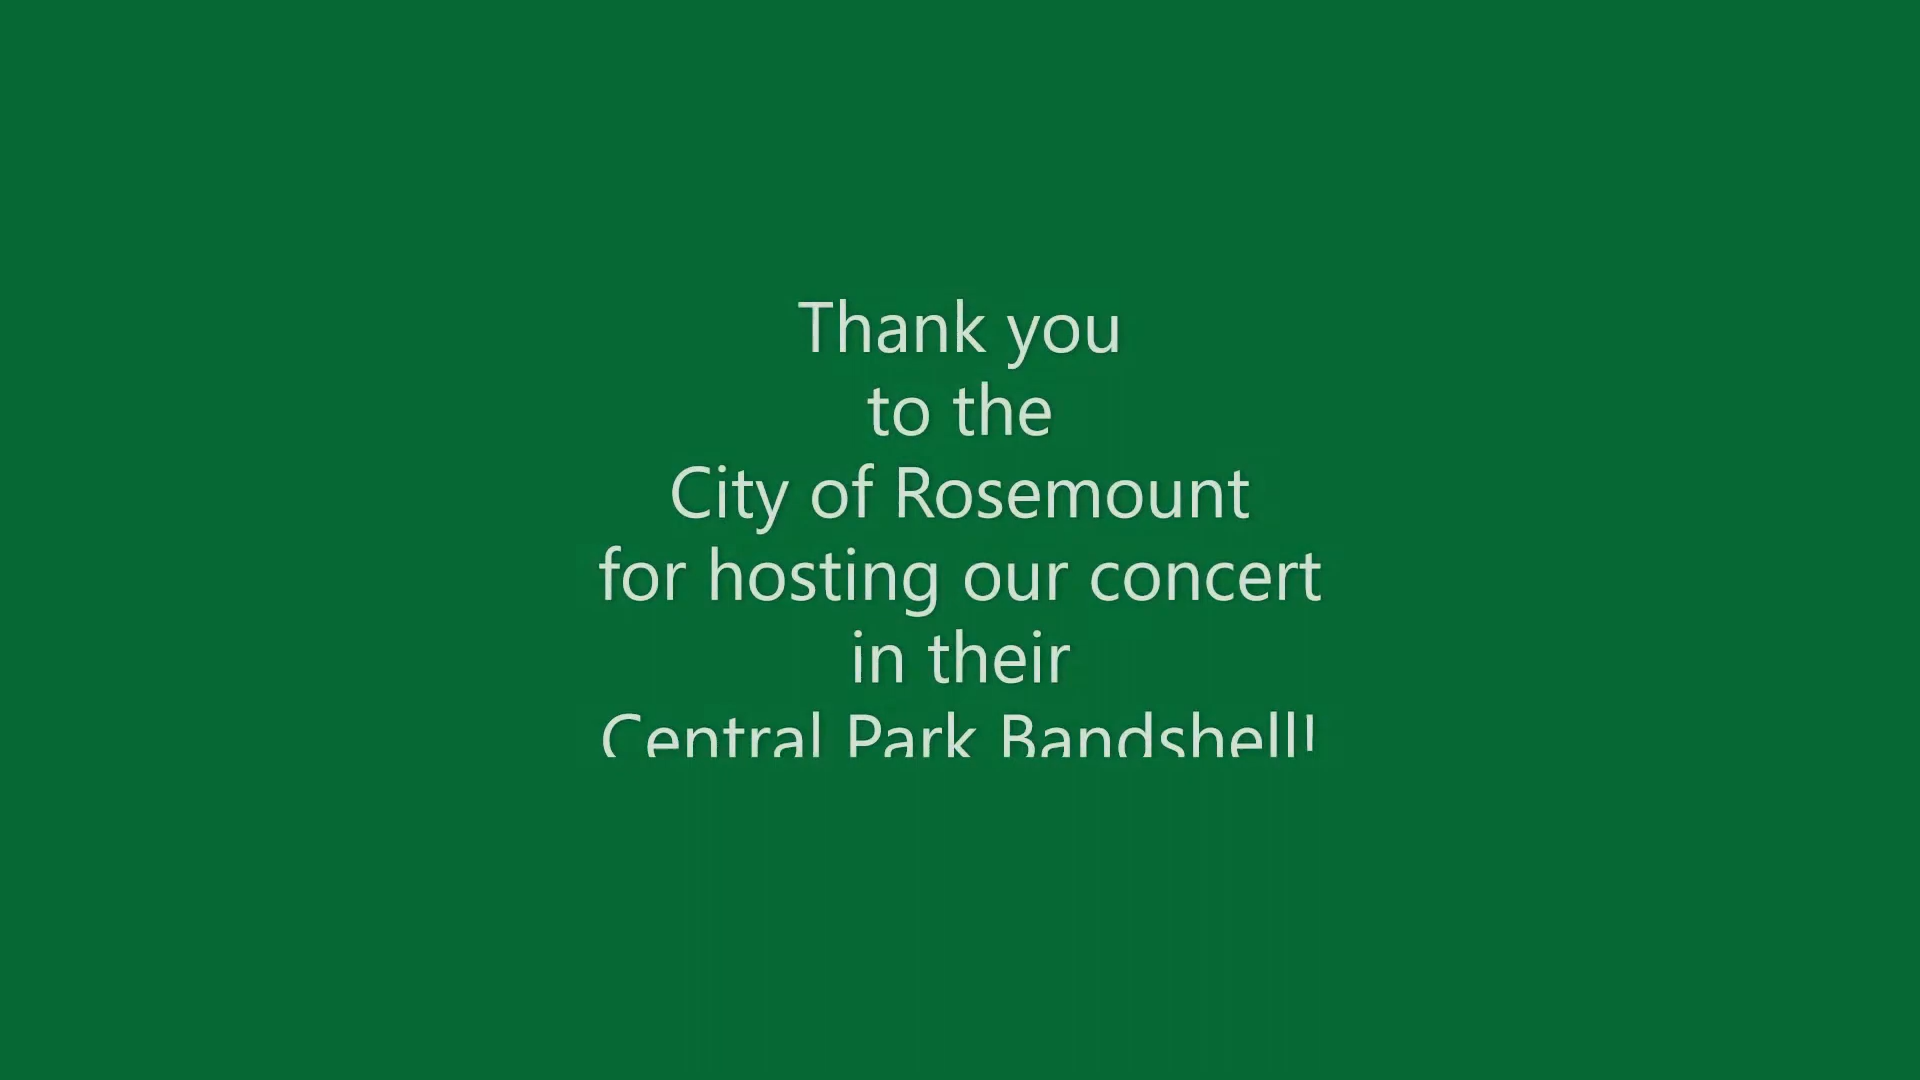 Thank you
to the
City of Rosemount
for hosting our concert
in their
Central Park Bandshell!